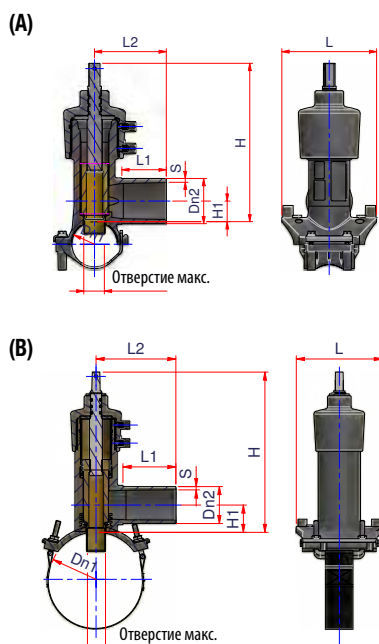 (A)
L2
L
H
L1
S
Dn2
H1
Отверстие макс.
(B)
L2
L
H
L1
S
Dn2
H1
Dn1
Отверстие макс.